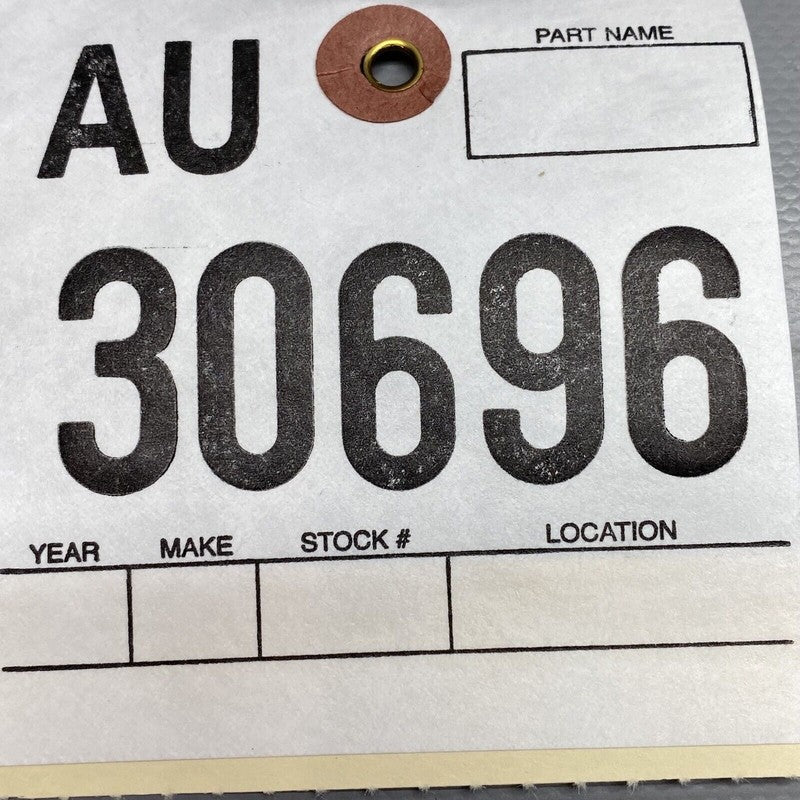 AU
PART NAME
30696
YEAR MAKE STOCK # LOCATION